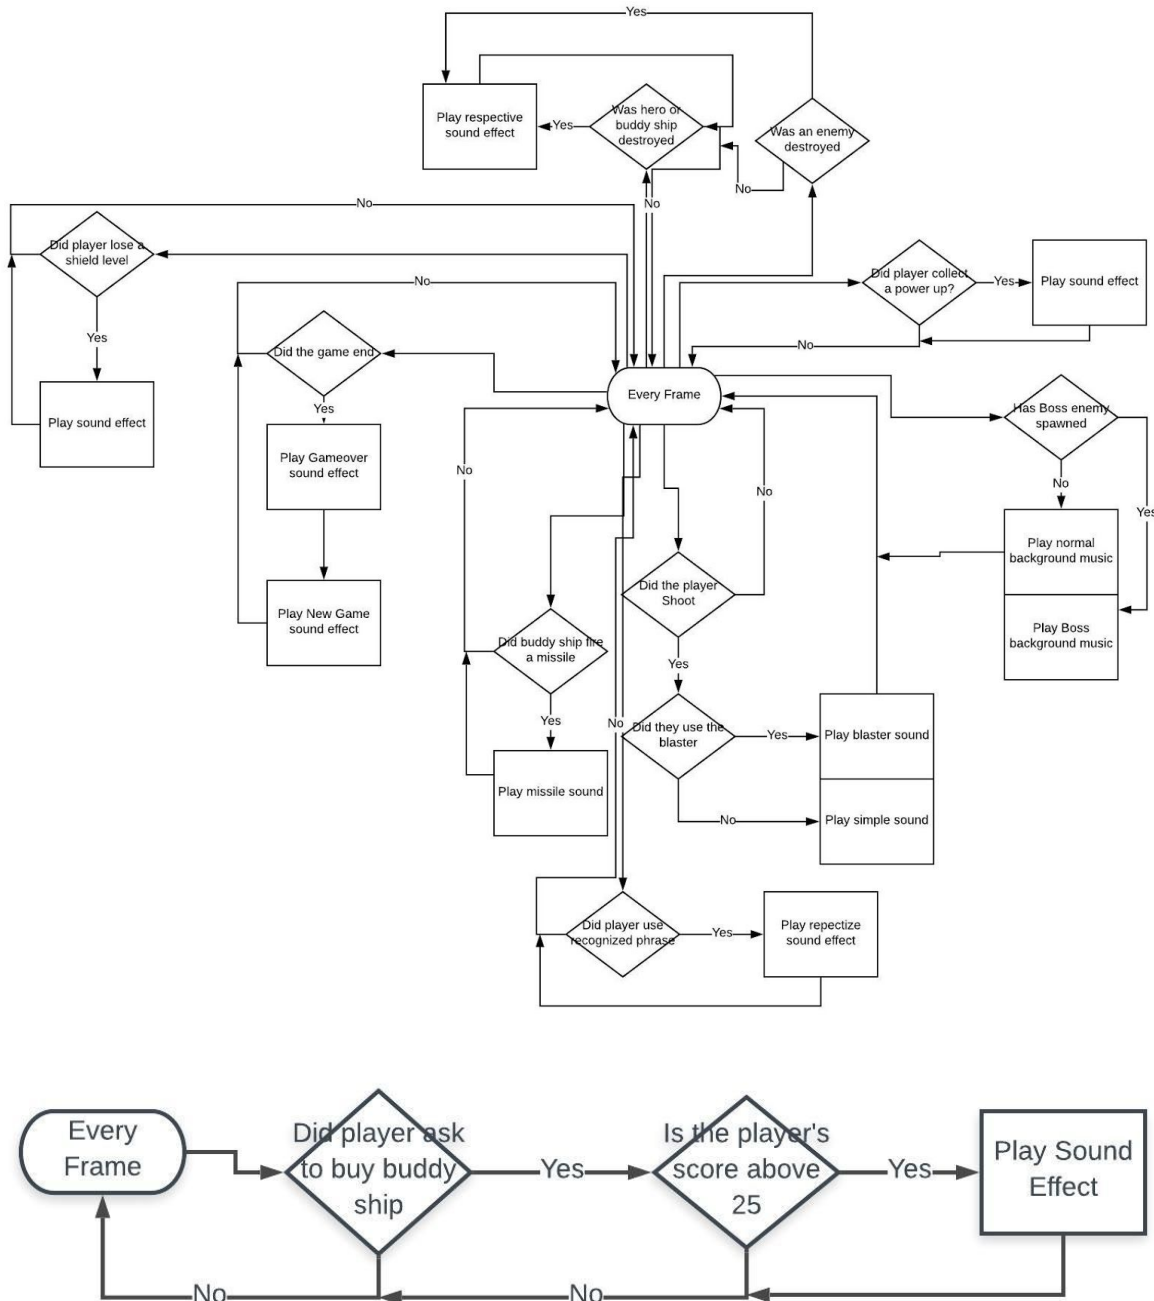 Yes
Play respective
sound effect
Yes
Was hero or
buddy ship
destroyed
Was an enemy
destroyed
No
No
No
Did player lose a
shield level
Yes
Play sound effect
No
Did the game end
Yes
Play Gameover
sound effect
Play New Game
sound effect
Did player collect
a power up?
Yes
Play sound effect
No
Every Frame
Has Boss enemy
spawned
No
Yes
Play normal
background music
Play Boss
background music
No
No
Did the player
Shoot
Did buddy ship fire
a missile
Yes
Yes
No
Did they use the
blaster
Yes
Play blaster sound
Play missile sound
No
Play simple sound
Did player use
recognized phrase
Yes
Play repectize
sound effect
Every
Frame
Did player ask
to buy buddy
ship
Yes
Is the player's
score above
25
Yes
Play Sound
Effect
No
No